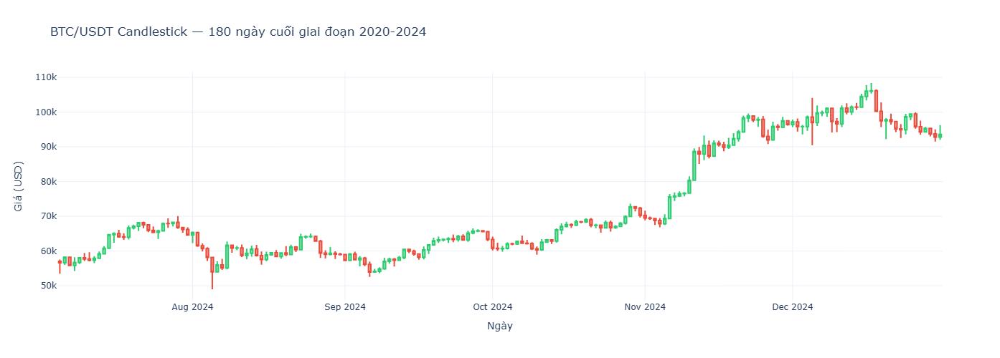 BTC/USDT Candlestick — 180 ngày cuối giai đoạn 2020-2024
110k
100k
90k
80k
70k
60k
50k
Giá (USD)
Aug 2024 Sep 2024 Oct 2024 Nov 2024 Dec 2024
Ngày